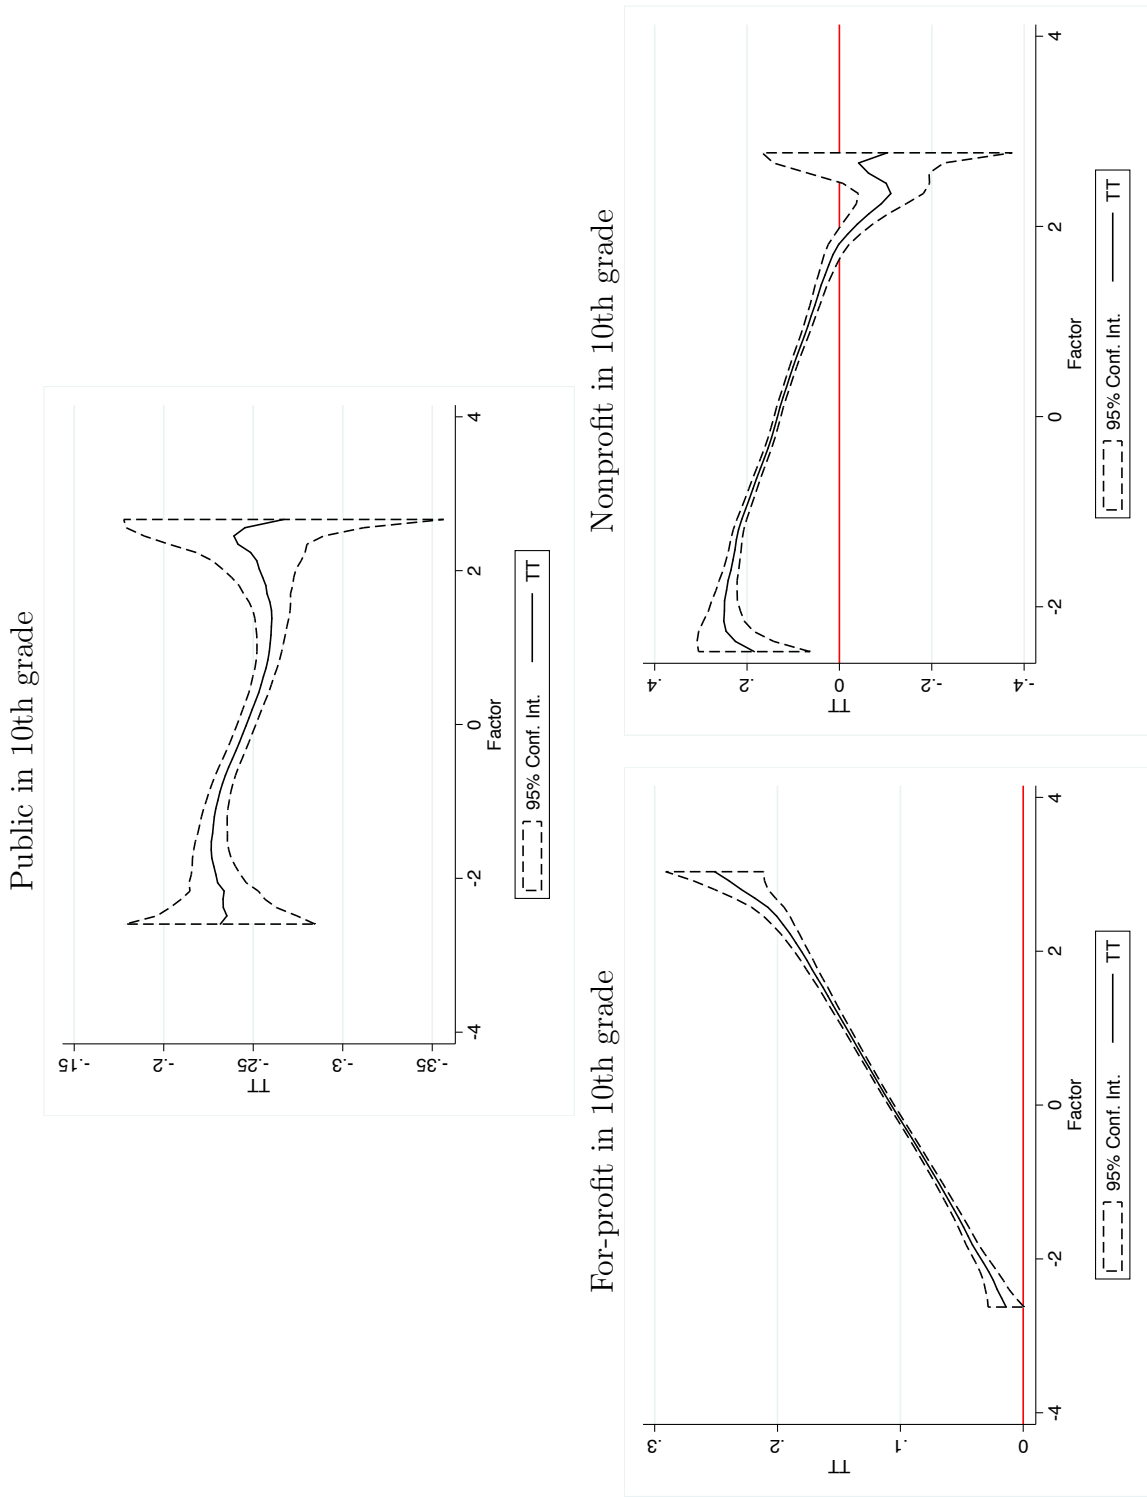 Public in 10th grade
-.15
-.2
-.25
-.3
-.35
TT
-4
-2
0
2
4
Factor
95% Conf. Int.
TT
For-profit in 10th grade
.3
.2
.1
0
TT
-4
-2
0
2
4
Factor
95% Conf. Int.
TT
Nonprofit in 10th grade
.4
.2
0
-.2
-.4
TT
-2
0
2
4
Factor
95% Conf. Int.
TT